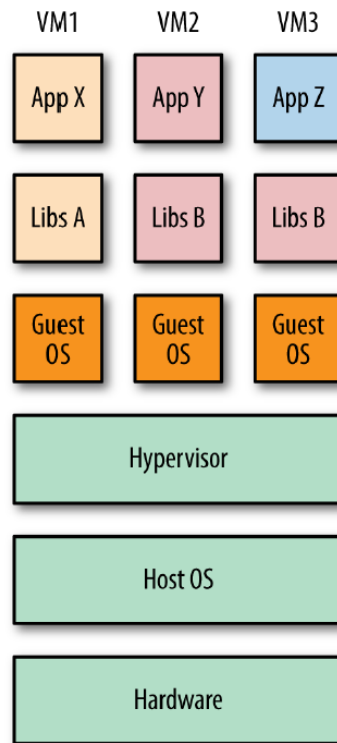 VM1 VM2 VM3
App X App Y App Z
Libs A Libs B Libs B
Guest OS Guest OS Guest OS
Hypervisor
Host OS
Hardware